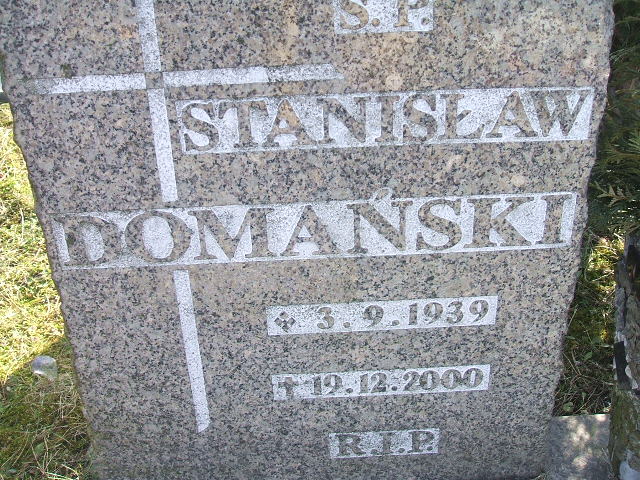 Ś.P.
STANISŁAW
DOMAŃSKI
3.9.1939
✝19.12.2000
R.I.P.